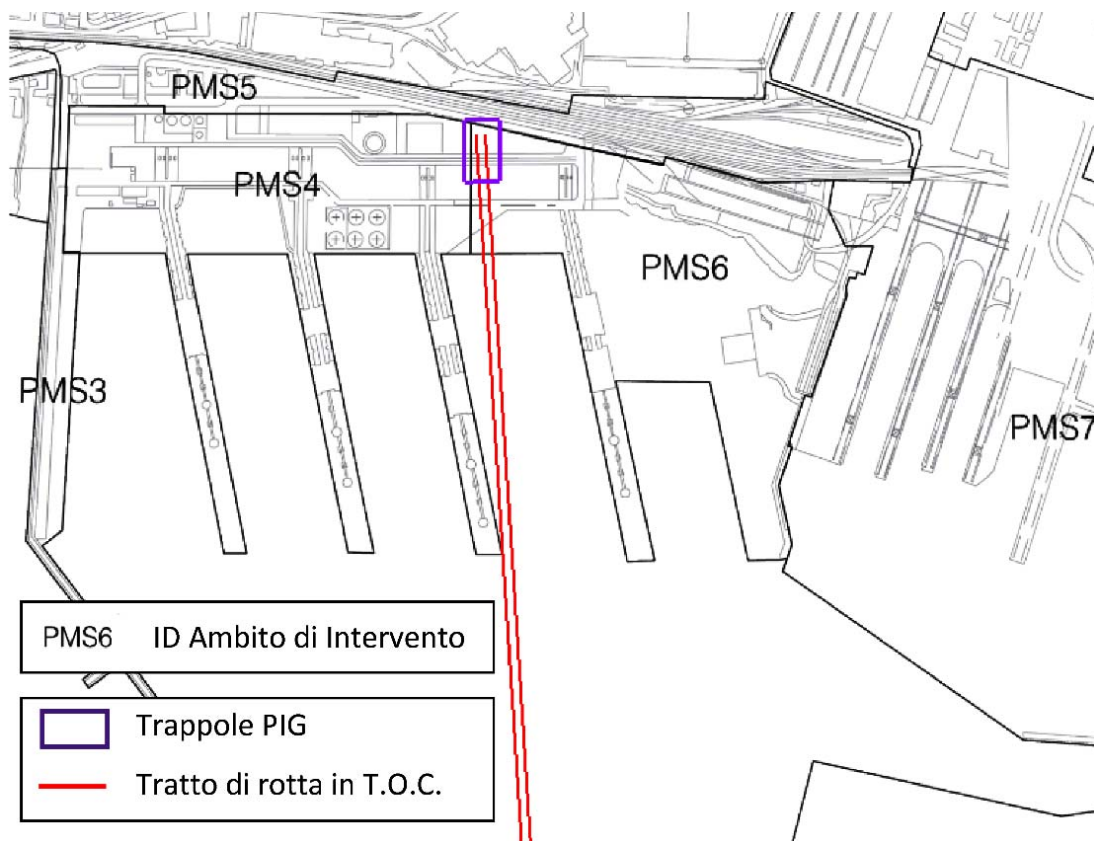 PMS5
PMS4
PMS6
PMS3
PMS7
PMS6 ID Ambito di Intervento
Trappole PIG
Tratto di rotta in T.O.C.